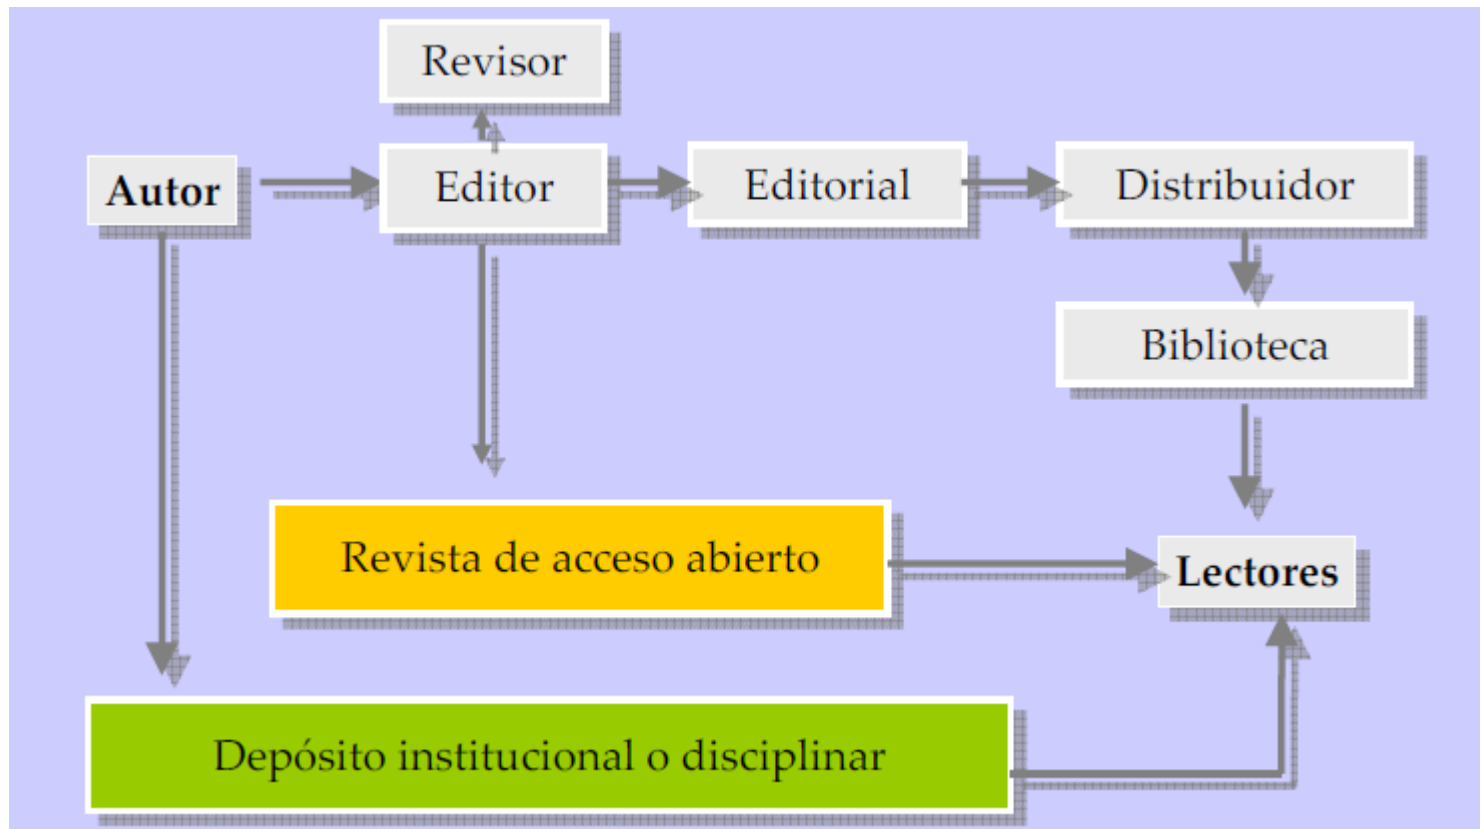 Revisor
Autor
Editor
Editorial
Distribuidor
Biblioteca
Revista de acceso abierto
Lectores
Depósito institucional o disciplinar